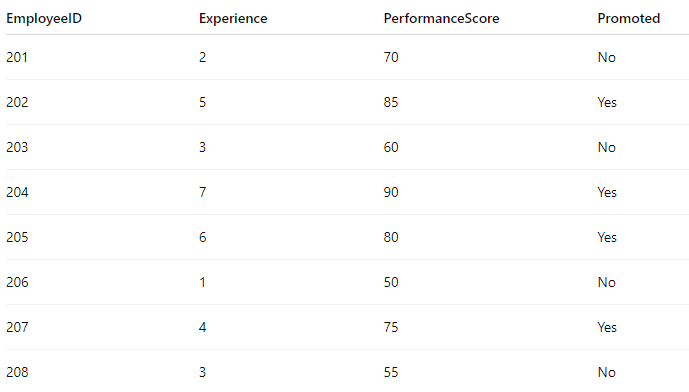 EmployeeID Experience PerformanceScore Promoted
201 2 70 No
202 5 85 Yes
203 3 60 No
204 7 90 Yes
205 6 80 Yes
206 1 50 No
207 4 75 Yes
208 3 55 No